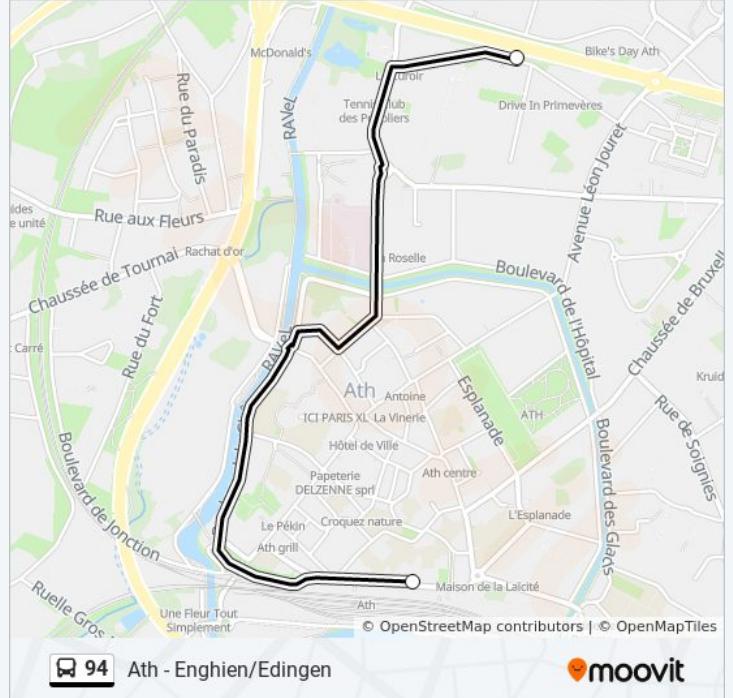 McDonald's
Bike's Day Ath
Rue du Paradis
RAVeL
Tennis Club
des Peupliers
Drive In Primevères
Avenue Léon Jouret
Rue aux Fleurs
Rachat d'or
Chaussée de Tournai
Roselle
Boulevard de l'Hôpital
Chaussée de Bruxell
Carré
Rue du Fort
RAVeL
Kruid
Ath
Antoine
Esplanade
ICI PARIS XL
La Vinerie
ATH
Rue de Soignies
Hôtel de Ville
Boulevard de Jonction
Ath centre
Papeterie
DELZENNE sprl
Boulevard des Glacis
L'Esplanade
Le Pékin
Croquez nature
Ath grill
Maison de la Laïcité
Ath
Ruelle Gros
Une Fleur Tout
Simplement
© OpenStreetMap contributors | © OpenMapTiles
94 Ath - Enghien/Edingen
moovit